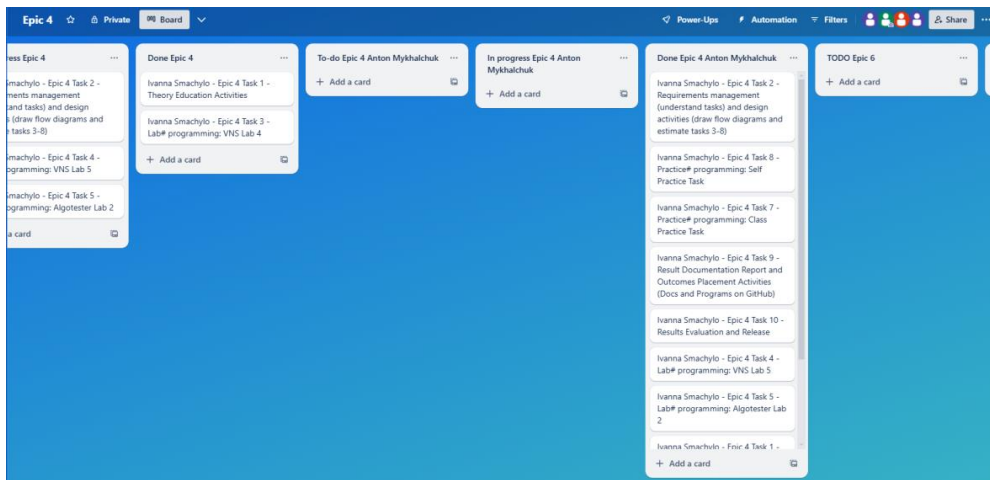 Epic 4
Private
Board
Power-Ups
Automation
Filters
Share
ress Epic 4
Smachylo - Epic 4 Task 2 -
ments management
tand tasks) and design
s (draw flow diagrams and
e tasks 3-8)
Smachylo - Epic 4 Task 4 -
ogramming: VNS Lab 5
Smachylo - Epic 4 Task 5 -
ogramming: Algotester Lab 2
a card
Done Epic 4
Ivanna Smachylo - Epic 4 Task 1 -
Theory Education Activities
Ivanna Smachylo - Epic 4 Task 3 -
Lab# programming: VNS Lab 4
+ Add a card
To-do Epic 4 Anton Mykhalchuk
+ Add a card
In progress Epic 4 Anton
Mykhalchuk
+ Add a card
Done Epic 4 Anton Mykhalchuk
Ivanna Smachylo - Epic 4 Task 2 -
Requirements management
(understand tasks) and design
activities (draw flow diagrams and
estimate tasks 3-8)
Ivanna Smachylo - Epic 4 Task 8 -
Practice# programming: Self
Practice Task
Ivanna Smachylo - Epic 4 Task 7 -
Practice# programming: Class
Practice Task
Ivanna Smachylo - Epic 4 Task 9 -
Result Documentation Report and
Outcomes Placement Activities
(Docs and Programs on GitHub)
Ivanna Smachylo - Epic 4 Task 10 -
Results Evaluation and Release
Ivanna Smachylo - Epic 4 Task 4 -
Lab# programming: VNS Lab 5
Ivanna Smachylo - Epic 4 Task 5 -
Lab# programming: Algotester Lab
2
Ivanna Smachylo - Epic 4 Task 1 -
+ Add a card
TODO Epic 6
+ Add a card